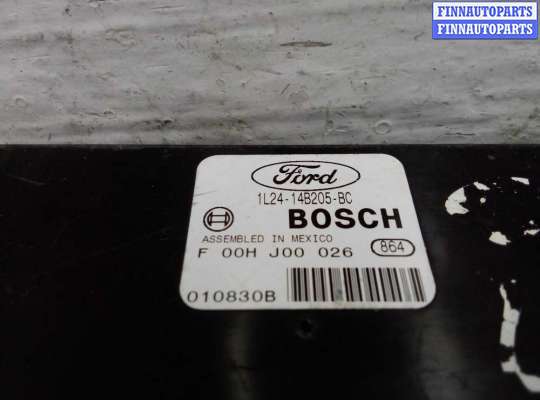 FINNAUTOPARTS
FINNAUTOPARTS
Ford
1L24-14B205-BC
BOSCH
ASSEMBLED IN MEXICO
F 00H J00 026 864
010830B